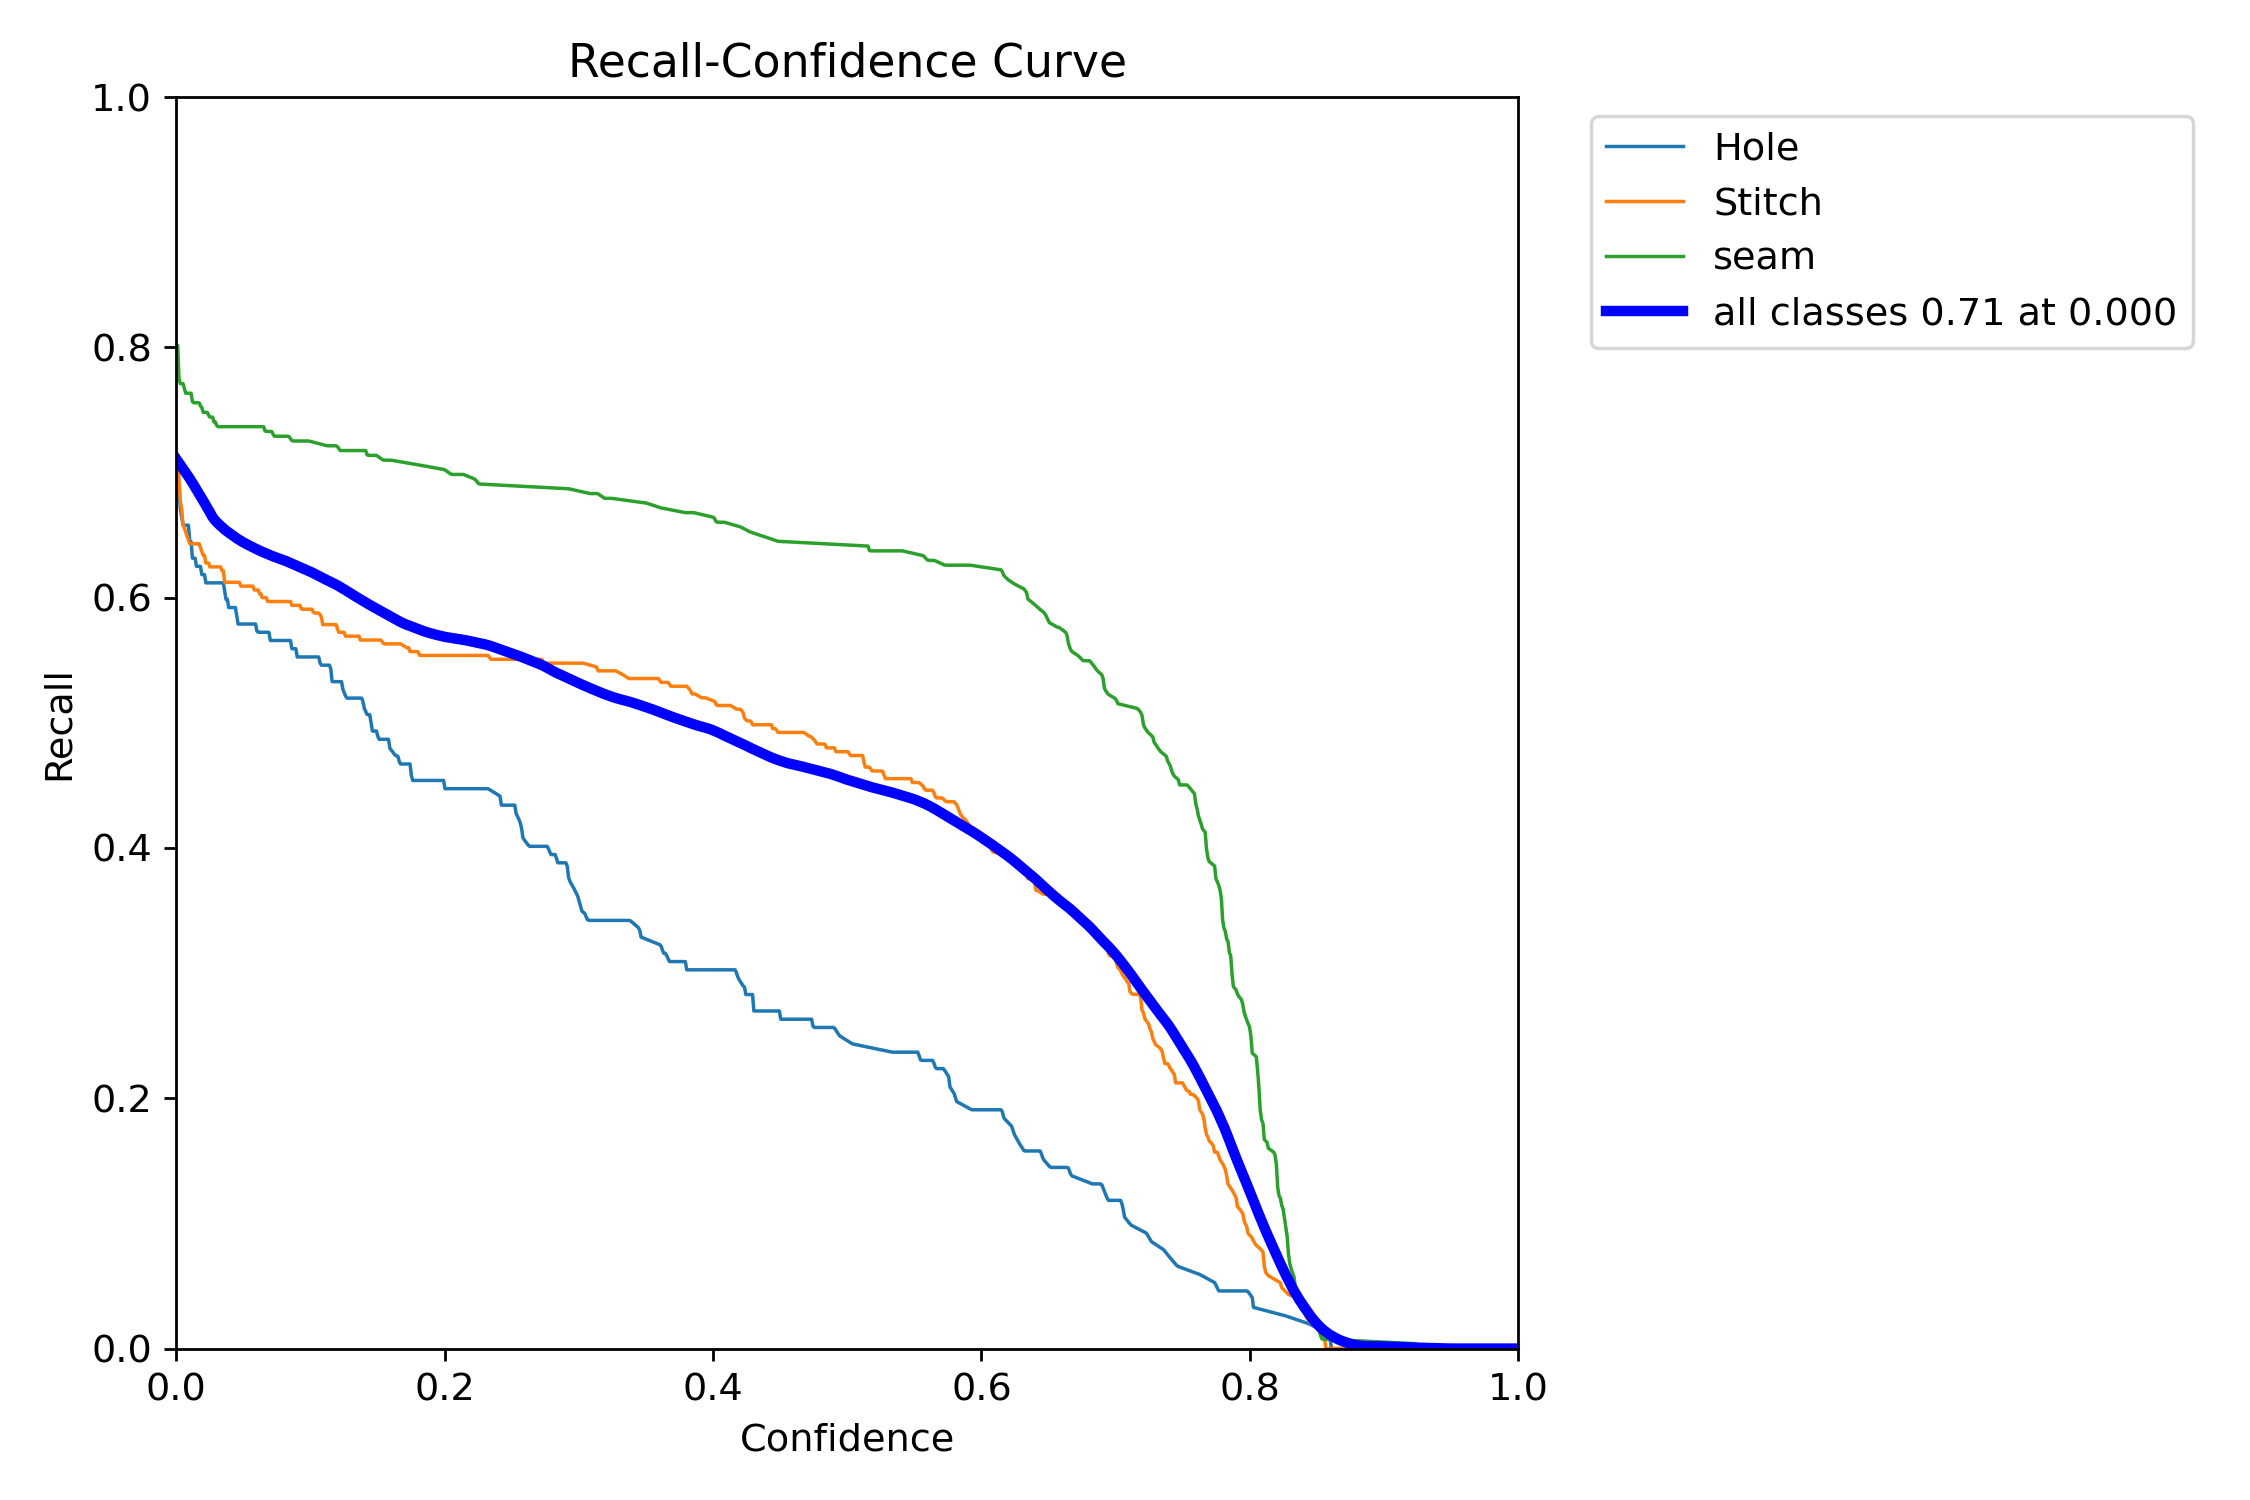 Recall-Confidence Curve
1.0
0.8
0.6
0.4
0.2
0.0
Recall
0.0 0.2 0.4 0.6 0.8 1.0
Confidence
Hole
Stitch
seam
all classes 0.71 at 0.000